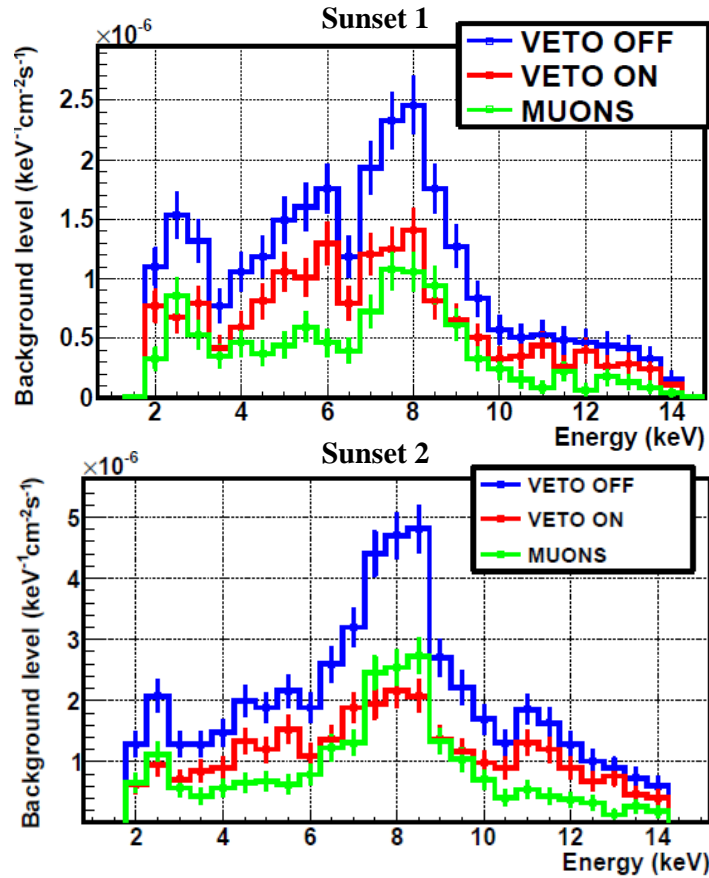 Sunset 1
×10⁻⁶
VETO OFF
VETO ON
MUONS
Background level (keV⁻¹cm⁻²s⁻¹)
2.5
2
1.5
1
0.5
0
2 4 6 8 10 12 14
Energy (keV)
Sunset 2
×10⁻⁶
VETO OFF
VETO ON
MUONS
Background level (keV⁻¹cm⁻²s⁻¹)
5
4
3
2
1
2 4 6 8 10 12 14
Energy (keV)